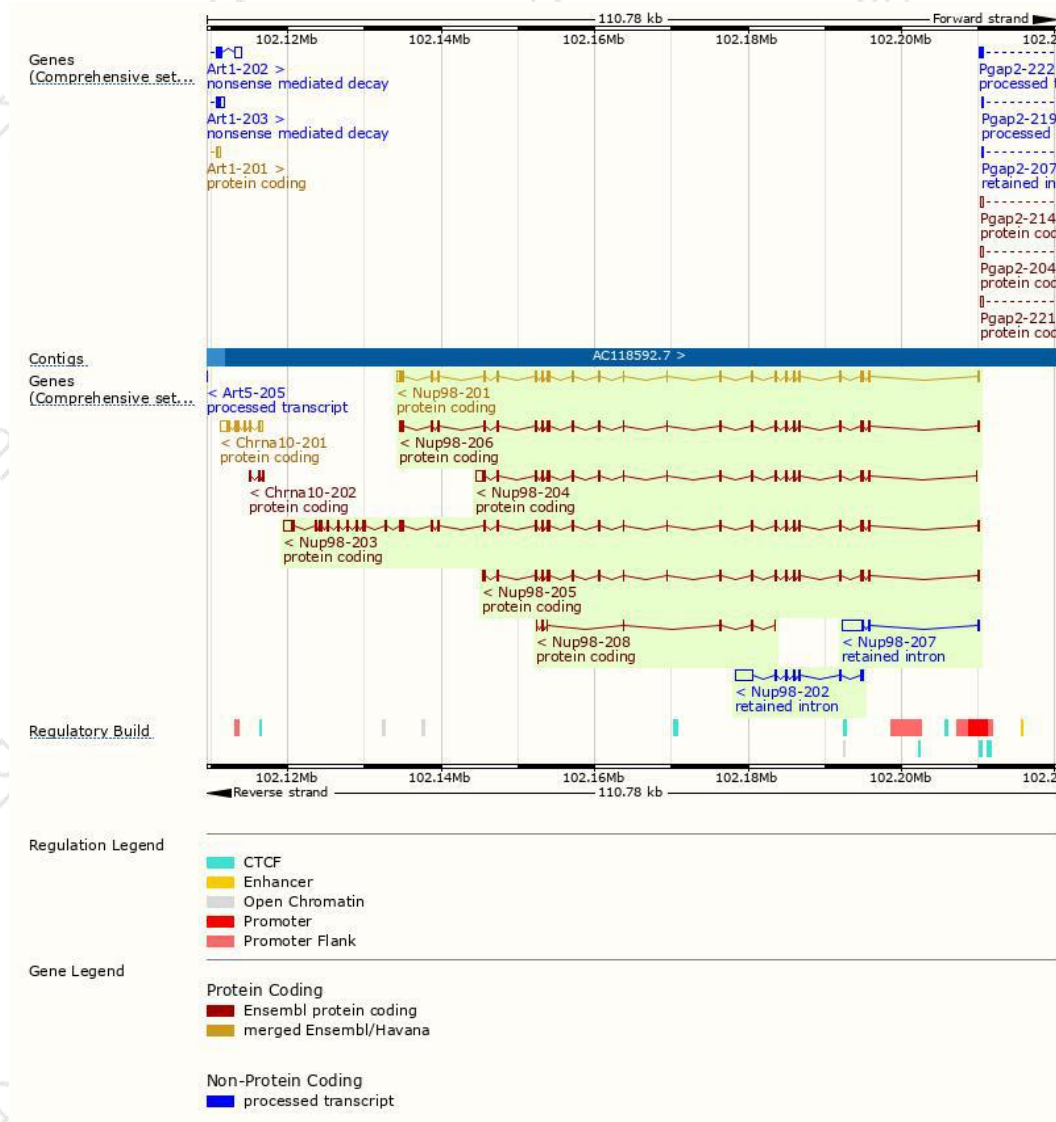 110.78 kb Forward strand
102.12Mb 102.14Mb 102.16Mb 102.18Mb 102.20Mb 102.2
Genes
(Comprehensive set...
Art1-202 >
nonsense mediated decay
Art1-203 >
nonsense mediated decay
Art1-201 >
protein coding
Pgap2-222
processed t
Pgap2-219
processed
Pgap2-207
retained in
Pgap2-214
protein cod
Pgap2-204
protein cod
Pgap2-221
protein cod
Contigs
AC118592.7 >
Genes
(Comprehensive set...
< Art5-205
processed transcript
< Nup98-201
protein coding
< Chrna10-201
protein coding
< Nup98-206
protein coding
< Chrna10-202
protein coding
< Nup98-204
protein coding
< Nup98-203
protein coding
< Nup98-205
protein coding
< Nup98-208
protein coding
< Nup98-207
retained intron
< Nup98-202
retained intron
Regulatory Build
102.12Mb 102.14Mb 102.16Mb 102.18Mb 102.20Mb 102.2
Reverse strand 110.78 kb
Regulation Legend
CTCF
Enhancer
Open Chromatin
Promoter
Promoter Flank
Gene Legend
Protein Coding
Ensembl protein coding
merged Ensembl/Havana
Non-Protein Coding
processed transcript